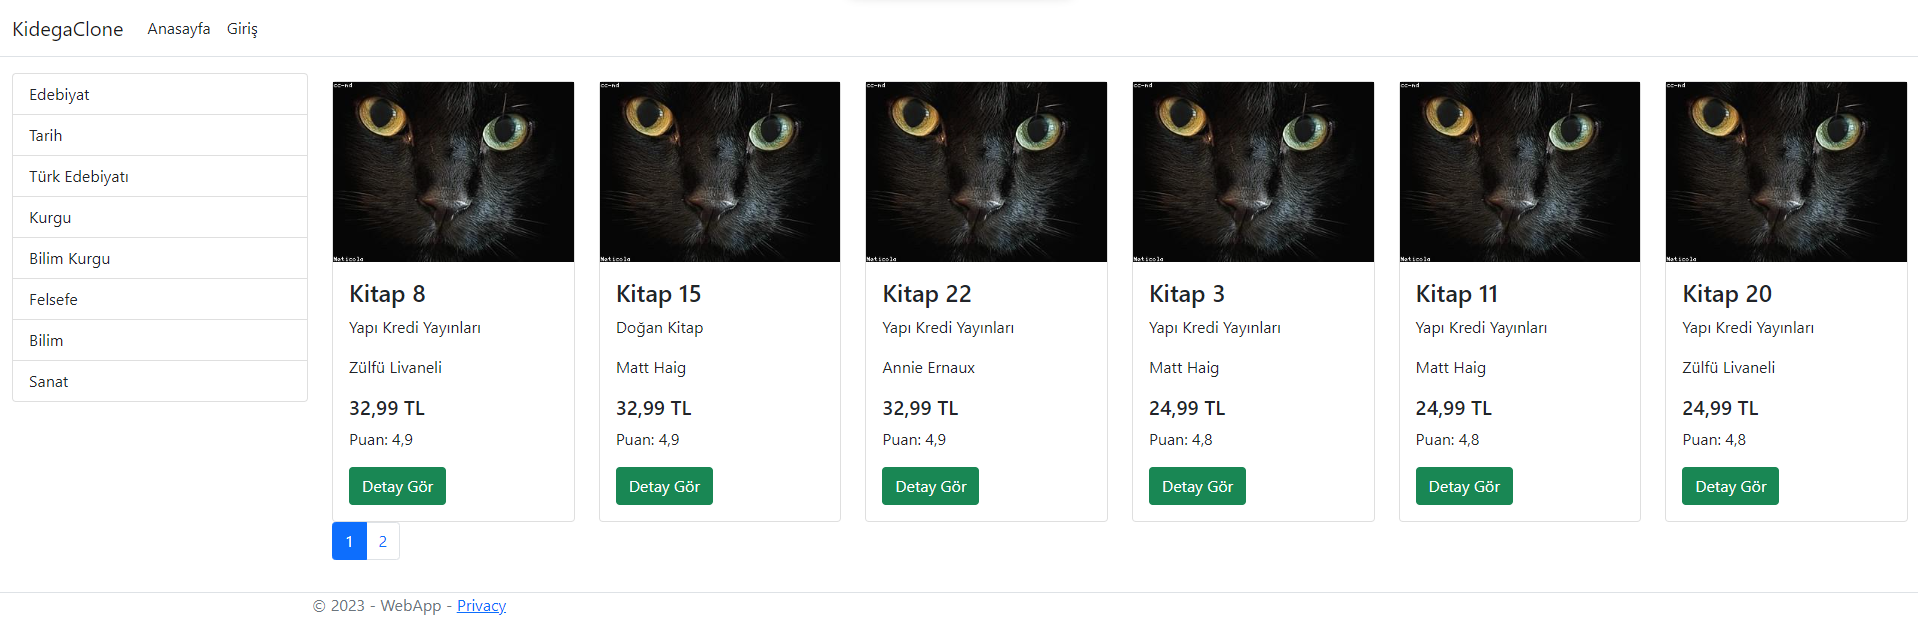 KidegaClone Anasayfa Giriş
Edebiyat
Tarih
Türk Edebiyatı
Kurgu
Bilim Kurgu
Felsefe
Bilim
Sanat
cc-nd
Naticola
Kitap 8
Yapı Kredi Yayınları
Zülfü Livaneli
32,99 TL
Puan: 4,9
Detay Gör
cc-nd
Naticola
Kitap 15
Doğan Kitap
Matt Haig
32,99 TL
Puan: 4,9
Detay Gör
cc-nd
Naticola
Kitap 22
Yapı Kredi Yayınları
Annie Ernaux
32,99 TL
Puan: 4,9
Detay Gör
cc-nd
Naticola
Kitap 3
Yapı Kredi Yayınları
Matt Haig
24,99 TL
Puan: 4,8
Detay Gör
cc-nd
Naticola
Kitap 11
Yapı Kredi Yayınları
Matt Haig
24,99 TL
Puan: 4,8
Detay Gör
cc-nd
Naticola
Kitap 20
Yapı Kredi Yayınları
Zülfü Livaneli
24,99 TL
Puan: 4,8
Detay Gör
1 2
© 2023 - WebApp - Privacy